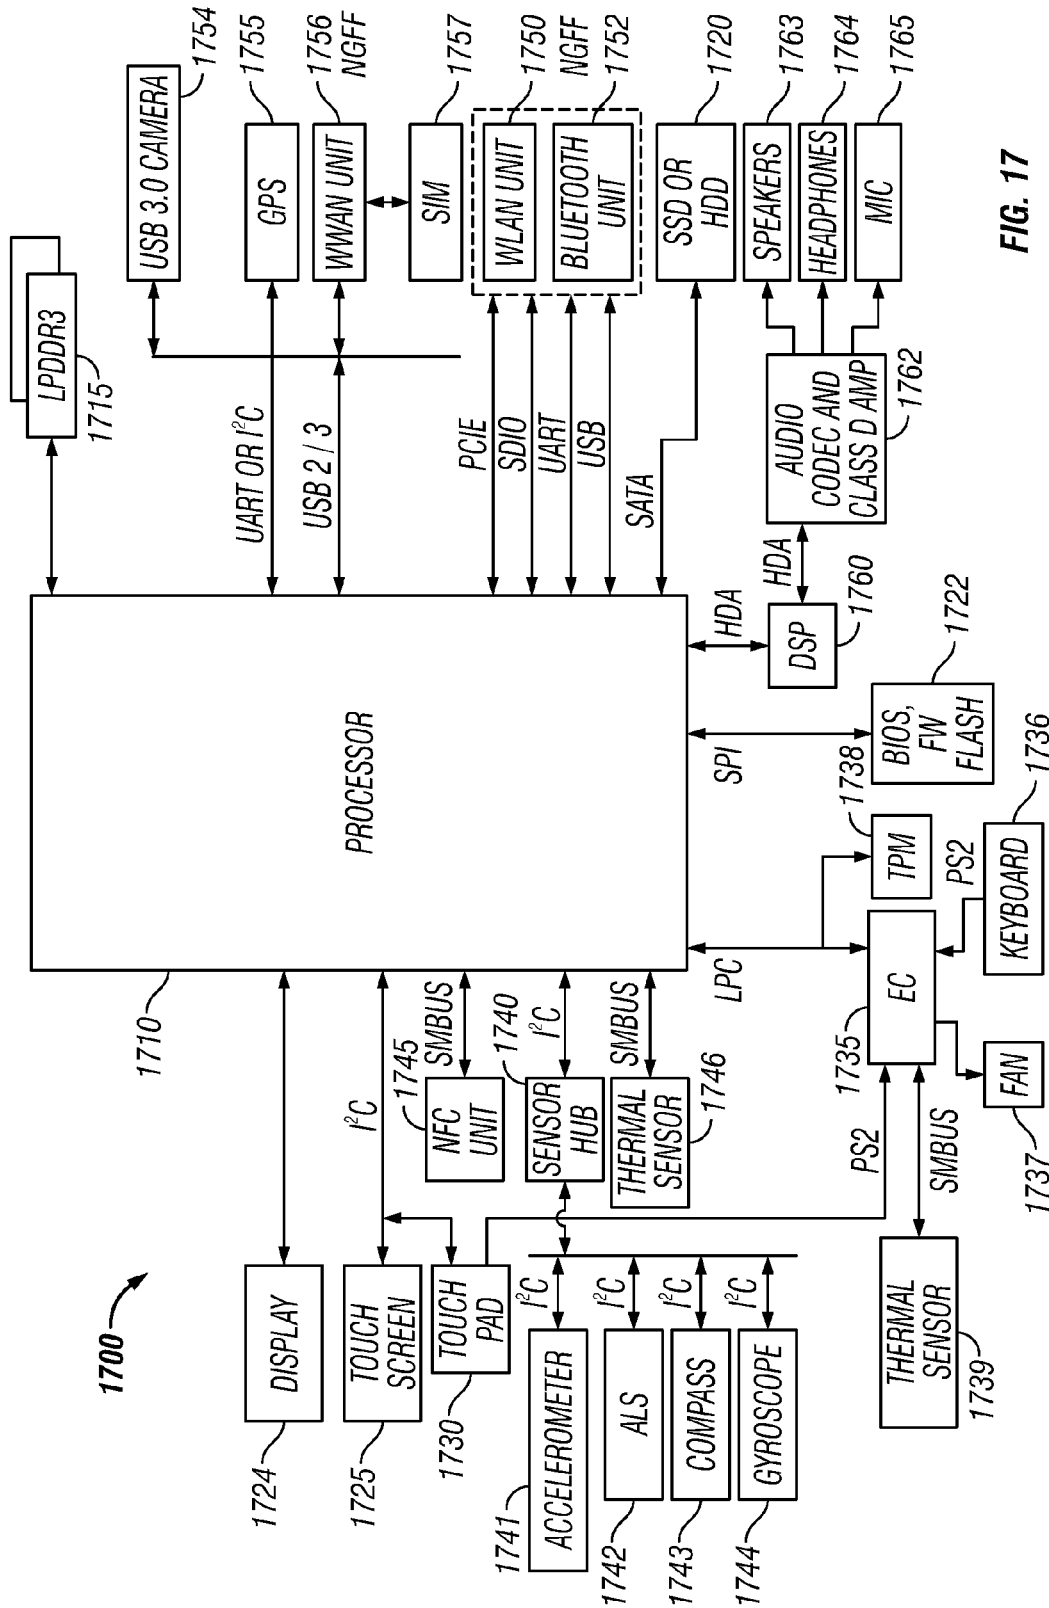 1700
LPDDR3
1715
USB 3.0 CAMERA
1754
GPS
1755
UART OR I²C
WWAN UNIT
1756
NGFF
USB 2 / 3
SIM
1757
WLAN UNIT
1750
NGFF
BLUETOOTH
UNIT
1752
PCIE
SDIO
UART
USB
SSD OR
HDD
1720
SATA
SPEAKERS
1763
HEADPHONES
1764
MIC
1765
AUDIO
CODEC AND
CLASS D AMP
1762
HDA
DSP
1760
HDA
PROCESSOR
1710
DISPLAY
1724
TOUCH
SCREEN
1725
I²C
TOUCH
PAD
1730
NFC
UNIT
1745
SMBUS
SENSOR
HUB
1740
I²C
THERMAL
SENSOR
1746
SMBUS
ACCELEROMETER
1741
I²C
ALS
1742
I²C
COMPASS
1743
I²C
GYROSCOPE
1744
I²C
LPC
SPI
BIOS,
FW
FLASH
1722
TPM
1738
EC
1735
PS2
KEYBOARD
1736
PS2
FAN
1737
SMBUS
THERMAL
SENSOR
1739
FIG. 17